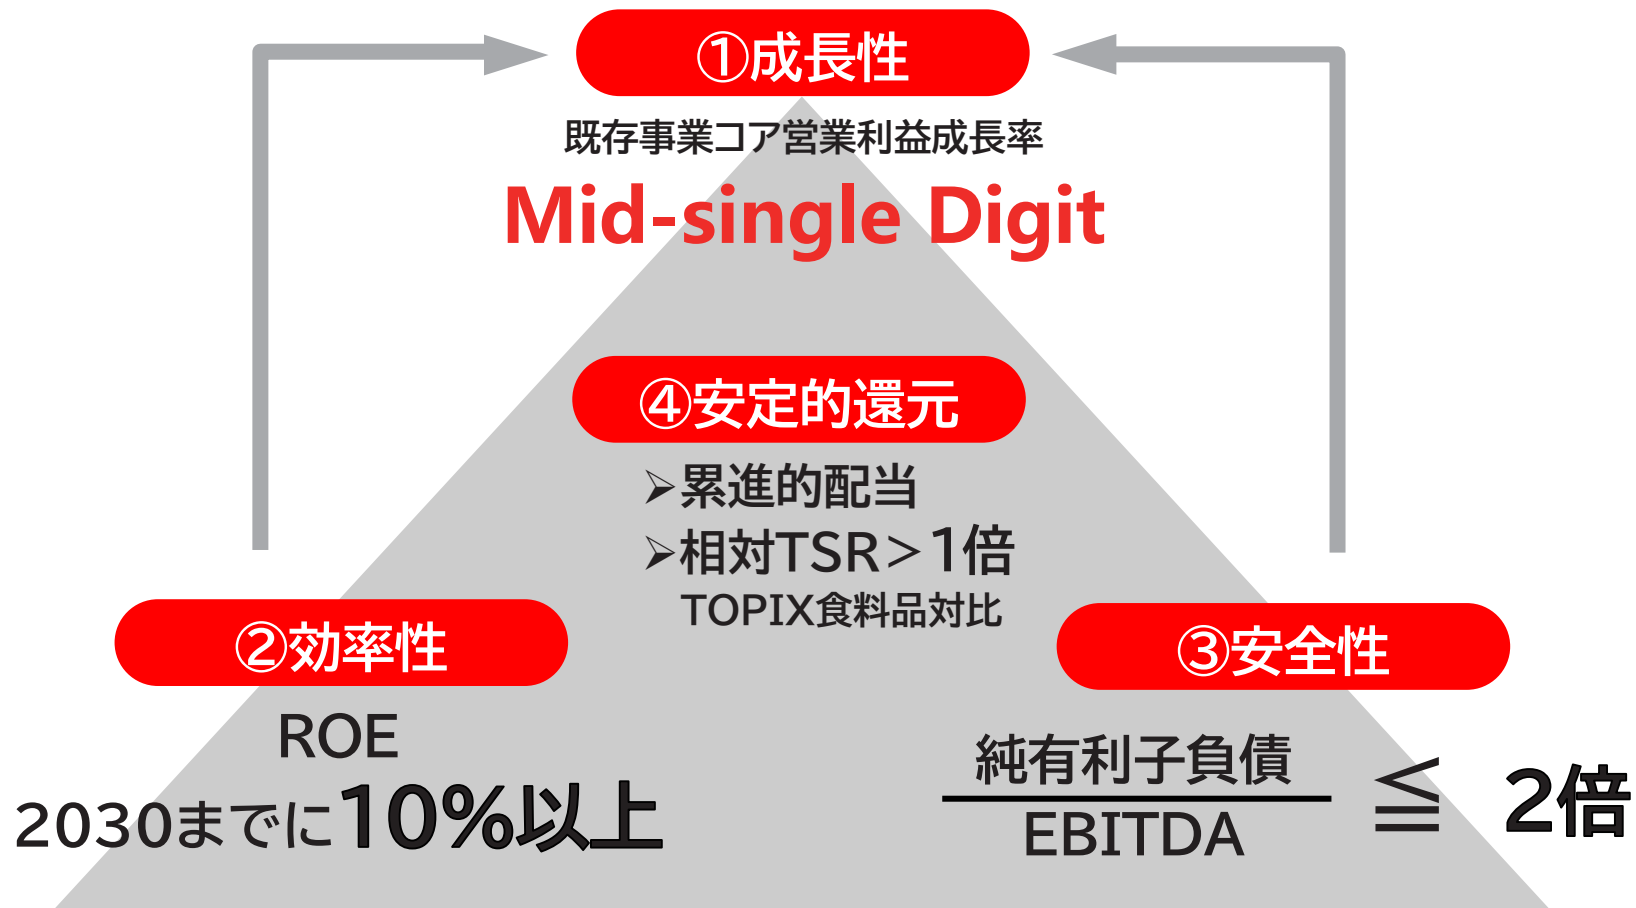 ①成長性
既存事業コア営業利益成長率
Mid-single Digit
④安定的還元
➢累進的配当
➢相対TSR＞1倍
TOPIX食料品対比
②効率性
ROE
2030までに10%以上
③安全性
純有利子負債
EBITDA
≦ 2倍